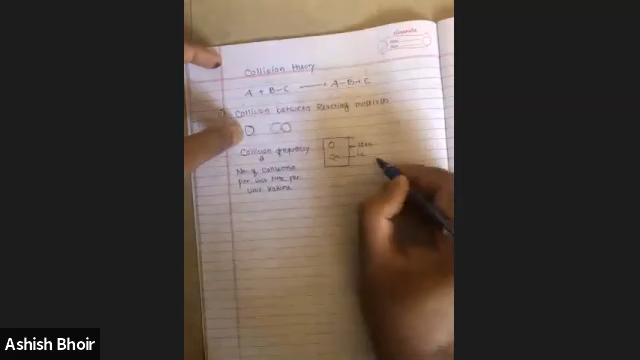 Collision theory
A + B-C → A-B+C
Collision between Reacting molecules
Collision frequency
No. of Collisions
per unit time per
unit volume
Ashish Bhoir